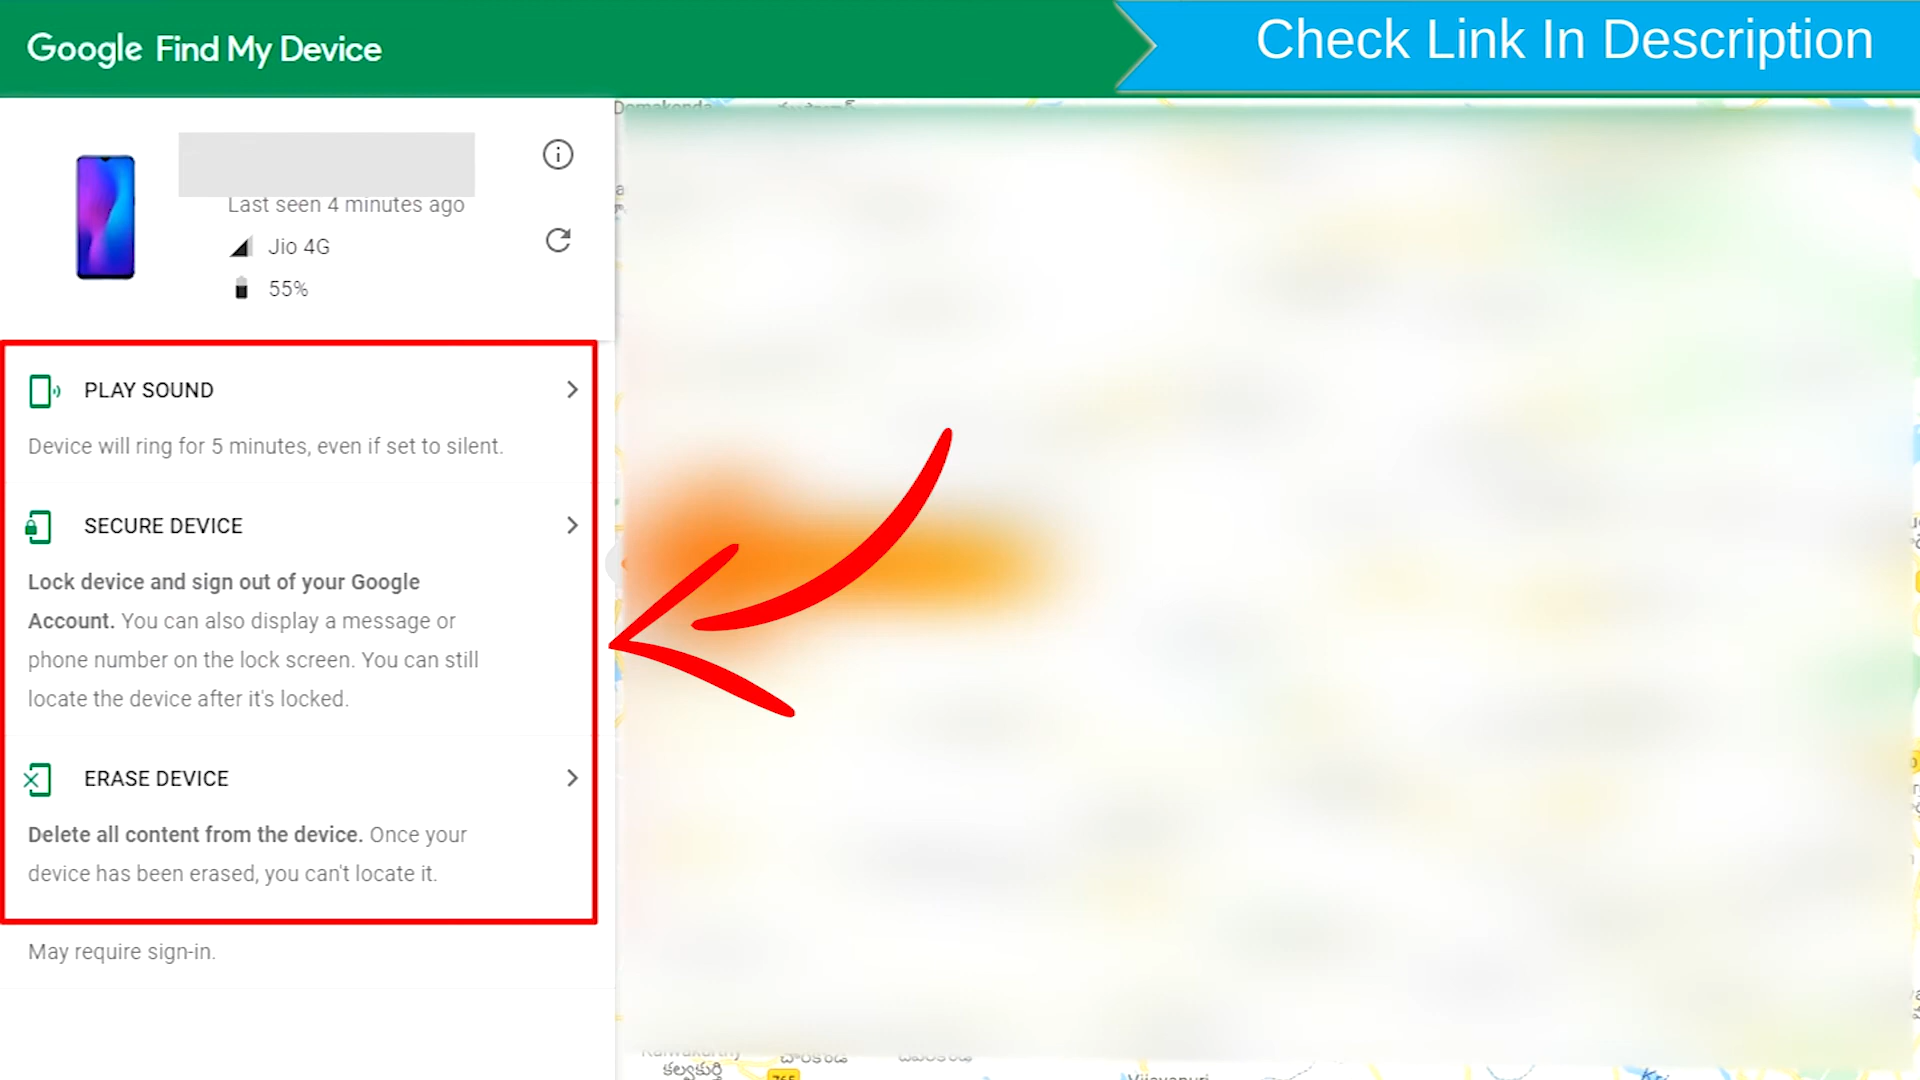 Google Find My Device
Check Link In Description
Last seen 4 minutes ago
Jio 4G
55%
PLAY SOUND
Device will ring for 5 minutes, even if set to silent.
SECURE DEVICE
Lock device and sign out of your Google
Account. You can also display a message or
phone number on the lock screen. You can still
locate the device after it's locked.
ERASE DEVICE
Delete all content from the device. Once your
device has been erased, you can't locate it.
May require sign-in.
Domakonda
కల్వకుర్తి
765